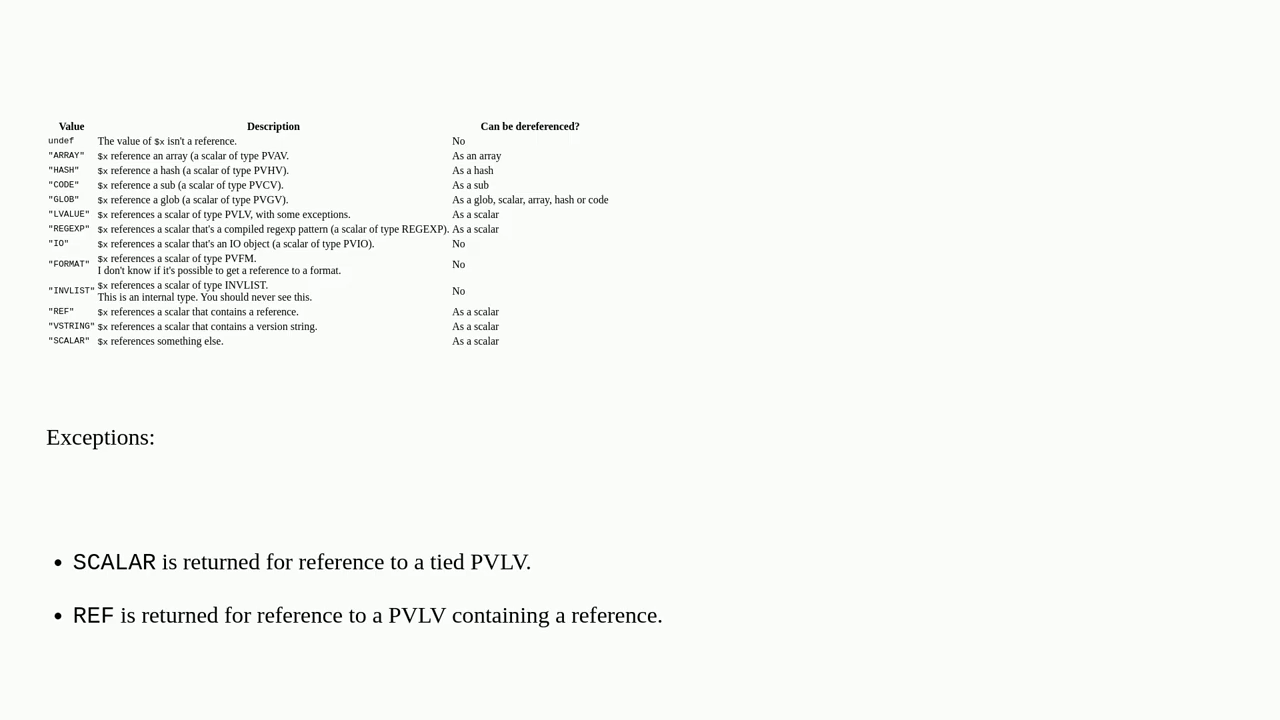 Value Description Can be dereferenced?
undef The value of $x isn't a reference. No
"ARRAY" $x reference an array (a scalar of type PVAV. As an array
"HASH" $x reference a hash (a scalar of type PVHV). As a hash
"CODE" $x reference a sub (a scalar of type PVCV). As a sub
"GLOB" $x reference a glob (a scalar of type PVGV). As a glob, scalar, array, hash or code
"LVALUE" $x references a scalar of type PVLV, with some exceptions. As a scalar
"REGEXP" $x references a scalar that's a compiled regexp pattern (a scalar of type REGEXP). As a scalar
"IO" $x references a scalar that's an IO object (a scalar of type PVIO). No
"FORMAT" $x references a scalar of type PVFM. No
I don't know if it's possible to get a reference to a format.
"INVLIST" $x references a scalar of type INVLIST. No
This is an internal type. You should never see this.
"REF" $x references a scalar that contains a reference. As a scalar
"VSTRING" $x references a scalar that contains a version string. As a scalar
"SCALAR" $x references something else. As a scalar
Exceptions:
• SCALAR is returned for reference to a tied PVLV.
• REF is returned for reference to a PVLV containing a reference.